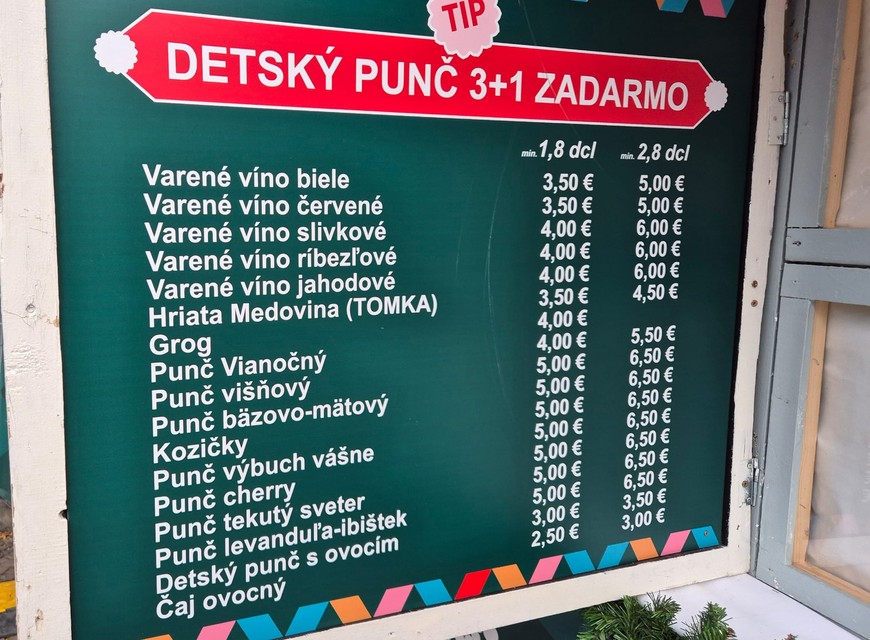 TIP
DETSKÝ PUNČ 3+1 ZADARMO
min. 1,8 dcl min. 2,8 dcl
Varené víno biele 3,50 € 5,00 €
Varené víno červené 3,50 € 5,00 €
Varené víno slivkové 4,00 € 6,00 €
Varené víno ríbezľové 4,00 € 6,00 €
Varené víno jahodové 4,00 € 6,00 €
Hriata Medovina (TOMKA) 3,50 € 4,50 €
Grog 4,00 €
Punč Vianočný 4,00 € 5,50 €
Punč višňový 5,00 € 6,50 €
Punč bäzovo-mätový 5,00 € 6,50 €
Kozičky 5,00 € 6,50 €
Punč výbuch vášne 5,00 € 6,50 €
Punč cherry 5,00 € 6,50 €
Punč tekutý sveter 5,00 € 6,50 €
Punč levanduľa-ibištek 5,00 € 6,50 €
Detský punč s ovocím 3,00 € 3,50 €
Čaj ovocný 2,50 € 3,00 €